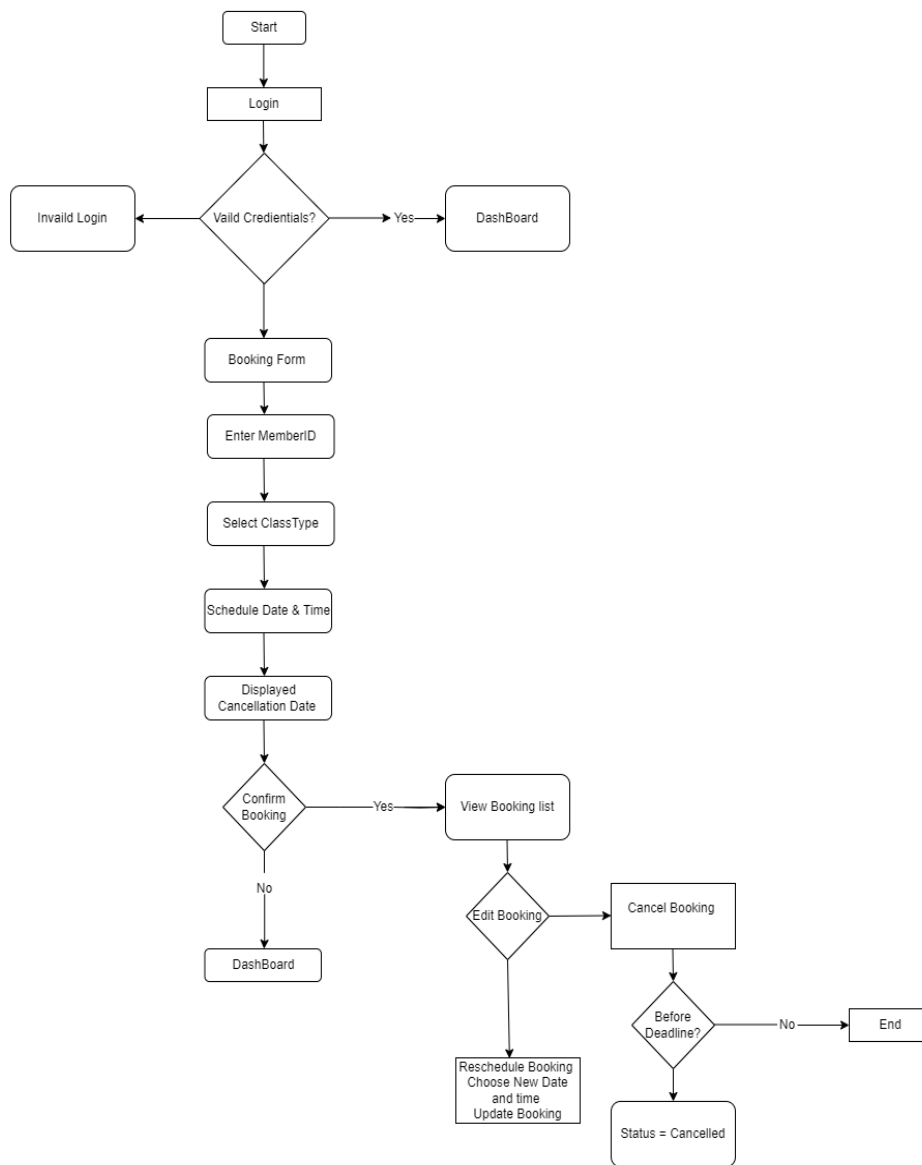 Start
Login
Invaild Login
Vaild Credientials?
Yes
DashBoard
Booking Form
Enter MemberID
Select ClassType
Schedule Date & Time
Displayed
Cancellation Date
Confirm
Booking
Yes
View Booking list
No
DashBoard
Edit Booking
Cancel Booking
Before
Deadline?
No
End
Reschedule Booking
Choose New Date
and time
Update Booking
Status = Cancelled